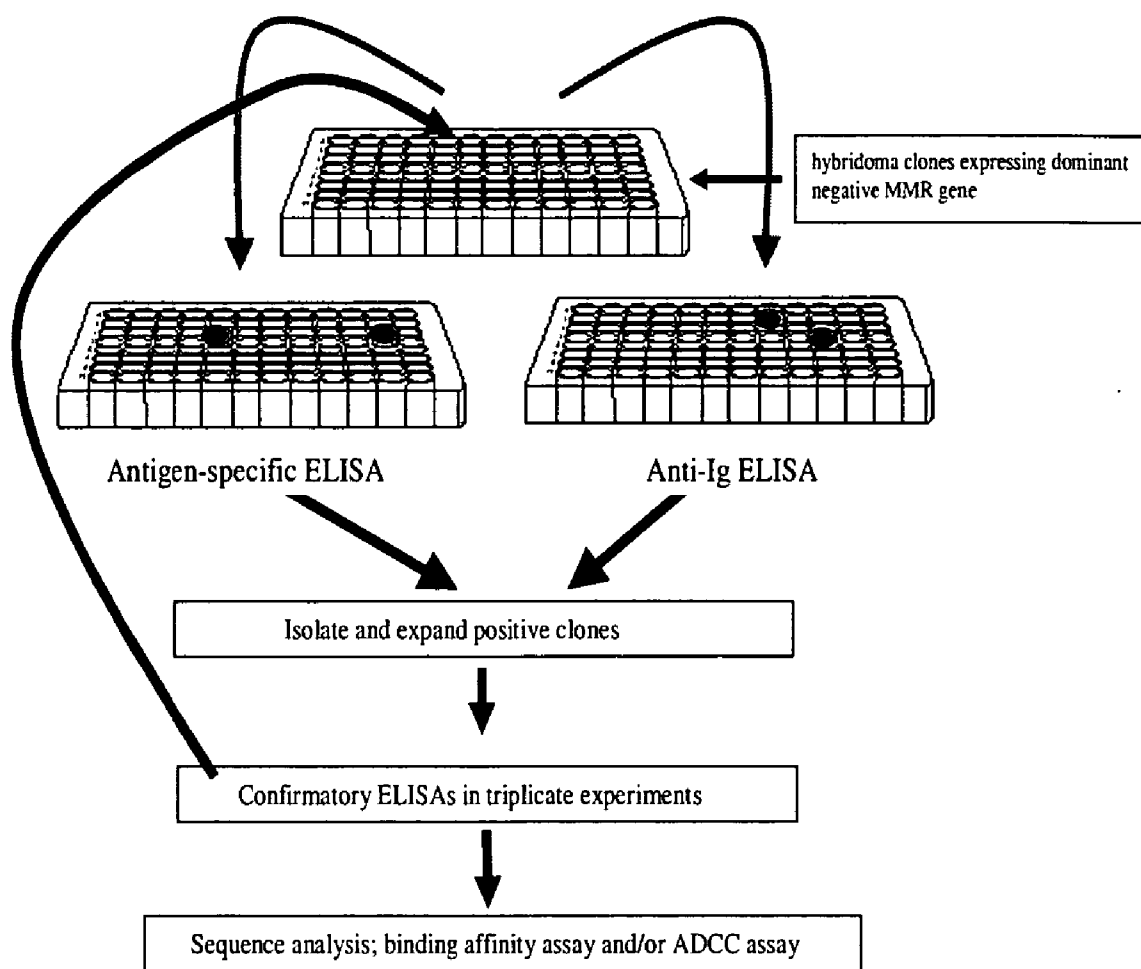 hybridoma clones expressing dominant
negative MMR gene
Antigen-specific ELISA
Anti-Ig ELISA
Isolate and expand positive clones
Confirmatory ELISAs in triplicate experiments
Sequence analysis; binding affinity assay and/or ADCC assay